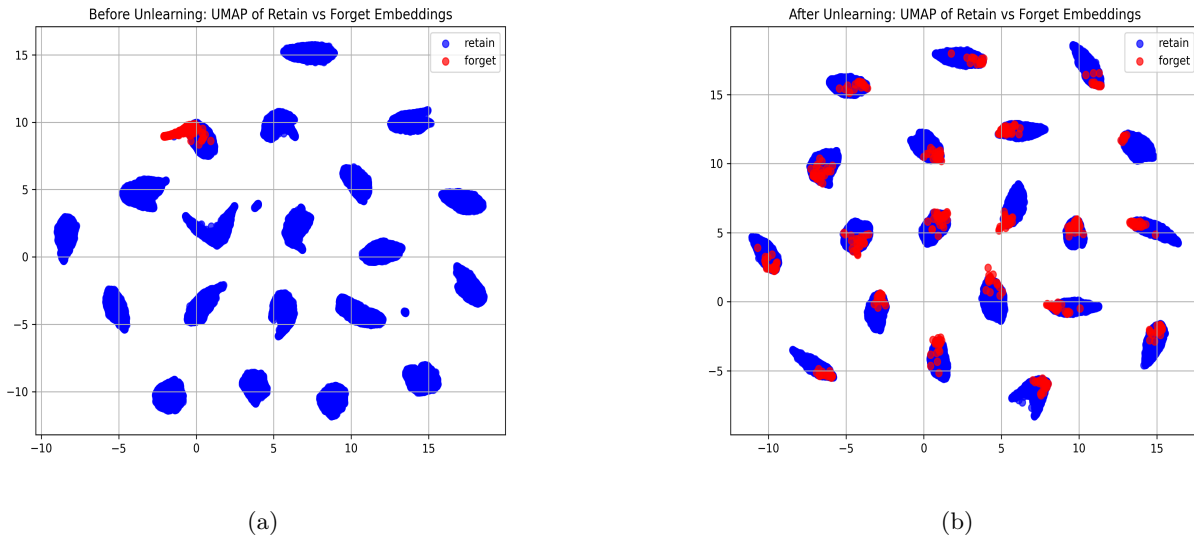 Before Unlearning: UMAP of Retain vs Forget Embeddings
retain
forget
15
10
5
0
−5
−10
−10
−5
0
5
10
15
(a)
After Unlearning: UMAP of Retain vs Forget Embeddings
retain
forget
15
10
5
0
−5
−10
−5
0
5
10
15
(b)